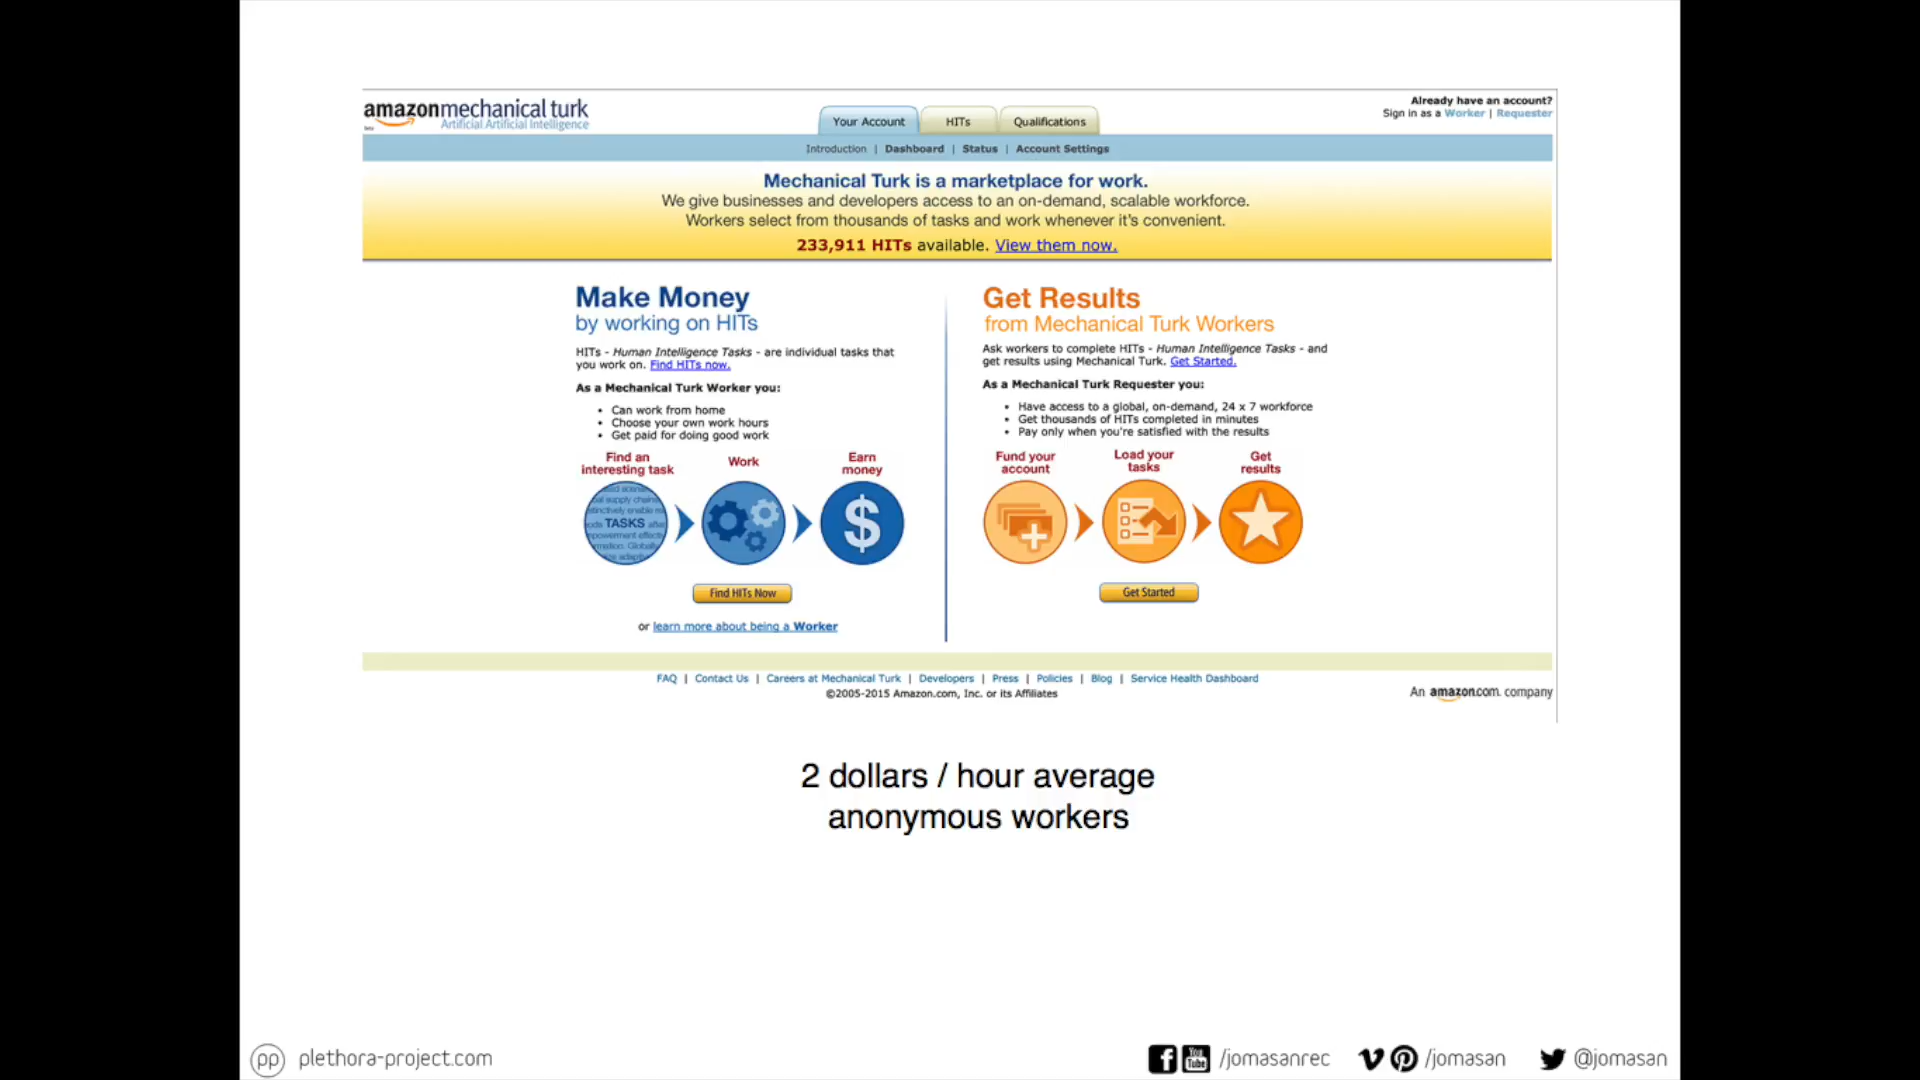 amazonmechanical turk
beta
Artificial Artificial Intelligence
Your Account
HITs
Qualifications
Already have an account?
Sign in as a Worker | Requester
Introduction | Dashboard | Status | Account Settings
Mechanical Turk is a marketplace for work.
We give businesses and developers access to an on-demand, scalable workforce.
Workers select from thousands of tasks and work whenever it's convenient.
233,911 HITs available. View them now.
Make Money
by working on HITs
HITs - Human Intelligence Tasks - are individual tasks that
you work on. Find HITs now.
As a Mechanical Turk Worker you:
• Can work from home
• Choose your own work hours
• Get paid for doing good work
Find an
interesting task
Work
Earn
money
TASKS
$
Find HITs Now
or learn more about being a Worker
Get Results
from Mechanical Turk Workers
Ask workers to complete HITs - Human Intelligence Tasks - and
get results using Mechanical Turk. Get Started.
As a Mechanical Turk Requester you:
• Have access to a global, on-demand, 24 x 7 workforce
• Get thousands of HITs completed in minutes
• Pay only when you're satisfied with the results
Fund your
account
Load your
tasks
Get
results
Get Started
FAQ | Contact Us | Careers at Mechanical Turk | Developers | Press | Policies | Blog | Service Health Dashboard
©2005-2015 Amazon.com, Inc. or its Affiliates
An amazon.com. company
2 dollars / hour average
anonymous workers
pp plethora-project.com
You Tube /jomasanrec
/jomasan
@jomasan